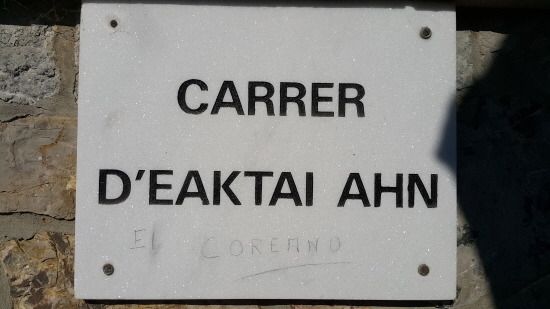 CARRER
D'EAKTAI AHN
EL COREANO